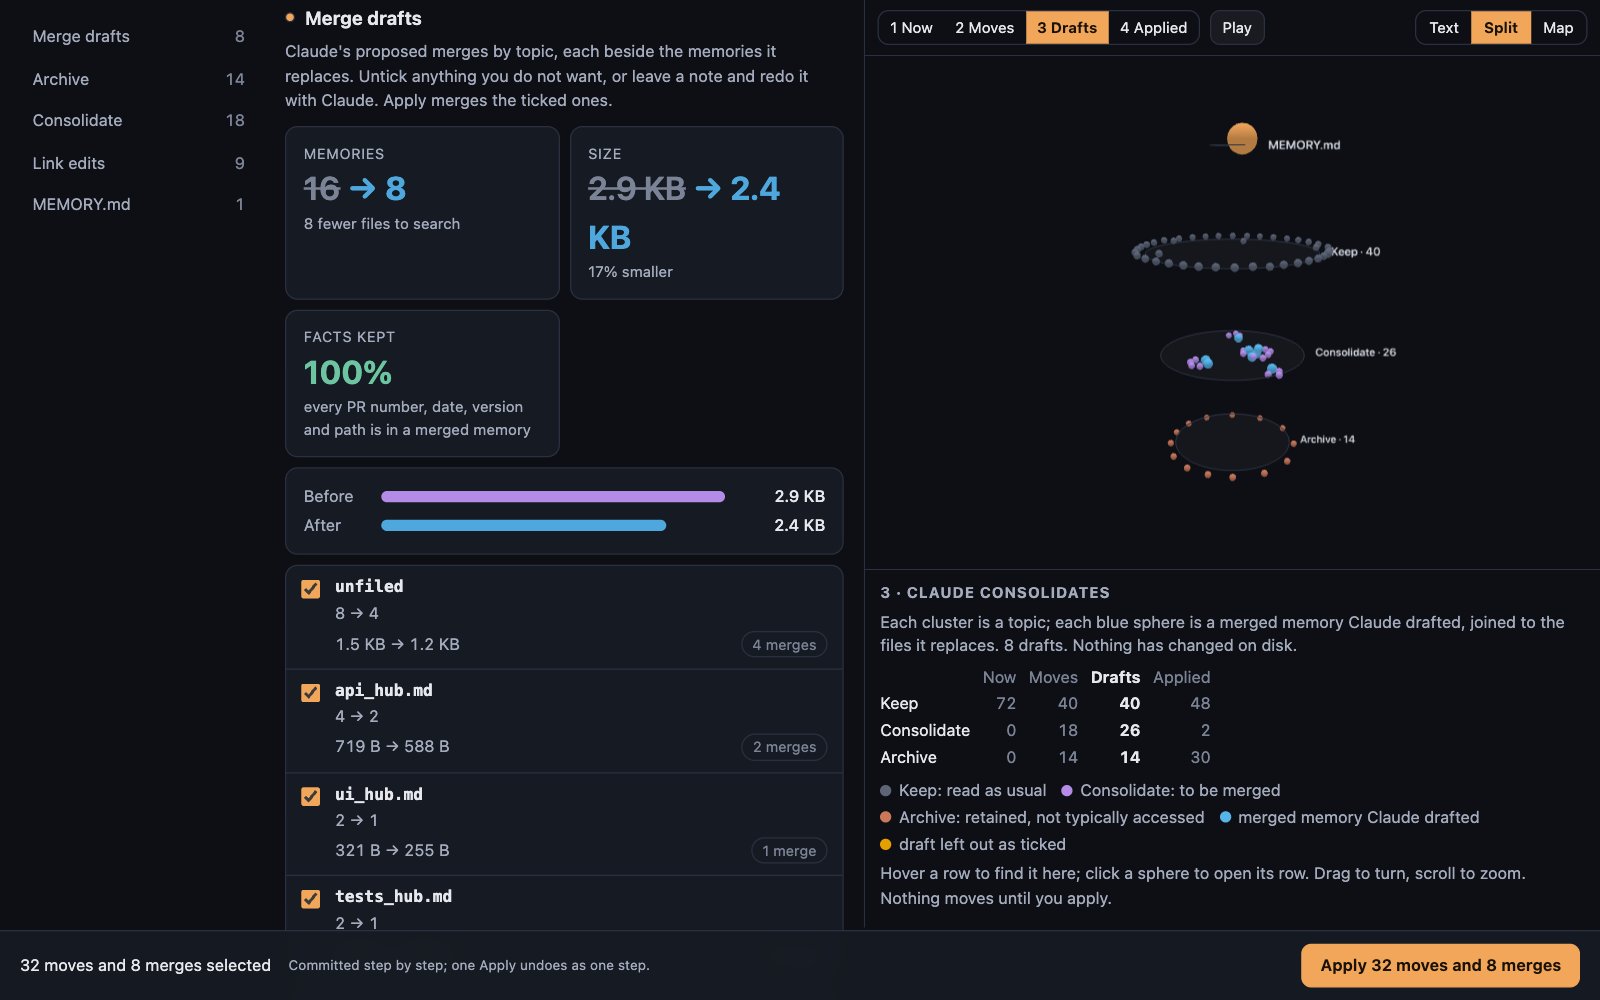 Merge drafts 8
Archive 14
Consolidate 18
Link edits 9
MEMORY.md 1
Merge drafts
Claude's proposed merges by topic, each beside the memories it
replaces. Untick anything you do not want, or leave a note and redo it
with Claude. Apply merges the ticked ones.
MEMORIES
16 → 8
8 fewer files to search
SIZE
2.9 KB → 2.4
KB
17% smaller
FACTS KEPT
100%
every PR number, date, version
and path is in a merged memory
Before 2.9 KB
After 2.4 KB
unfiled
8 → 4
1.5 KB → 1.2 KB 4 merges
api_hub.md
4 → 2
719 B → 588 B 2 merges
ui_hub.md
2 → 1
321 B → 255 B 1 merge
tests_hub.md
2 → 1
1 Now 2 Moves 3 Drafts 4 Applied Play Text Split Map
MEMORY.md
Keep · 40
Consolidate · 26
Archive · 14
3 · CLAUDE CONSOLIDATES
Each cluster is a topic; each blue sphere is a merged memory Claude drafted, joined to the
files it replaces. 8 drafts. Nothing has changed on disk.
Now Moves Drafts Applied
Keep 72 40 40 48
Consolidate 0 18 26 2
Archive 0 14 14 30
Keep: read as usual Consolidate: to be merged
Archive: retained, not typically accessed merged memory Claude drafted
draft left out as ticked
Hover a row to find it here; click a sphere to open its row. Drag to turn, scroll to zoom.
Nothing moves until you apply.
32 moves and 8 merges selected Committed step by step; one Apply undoes as one step. Apply 32 moves and 8 merges